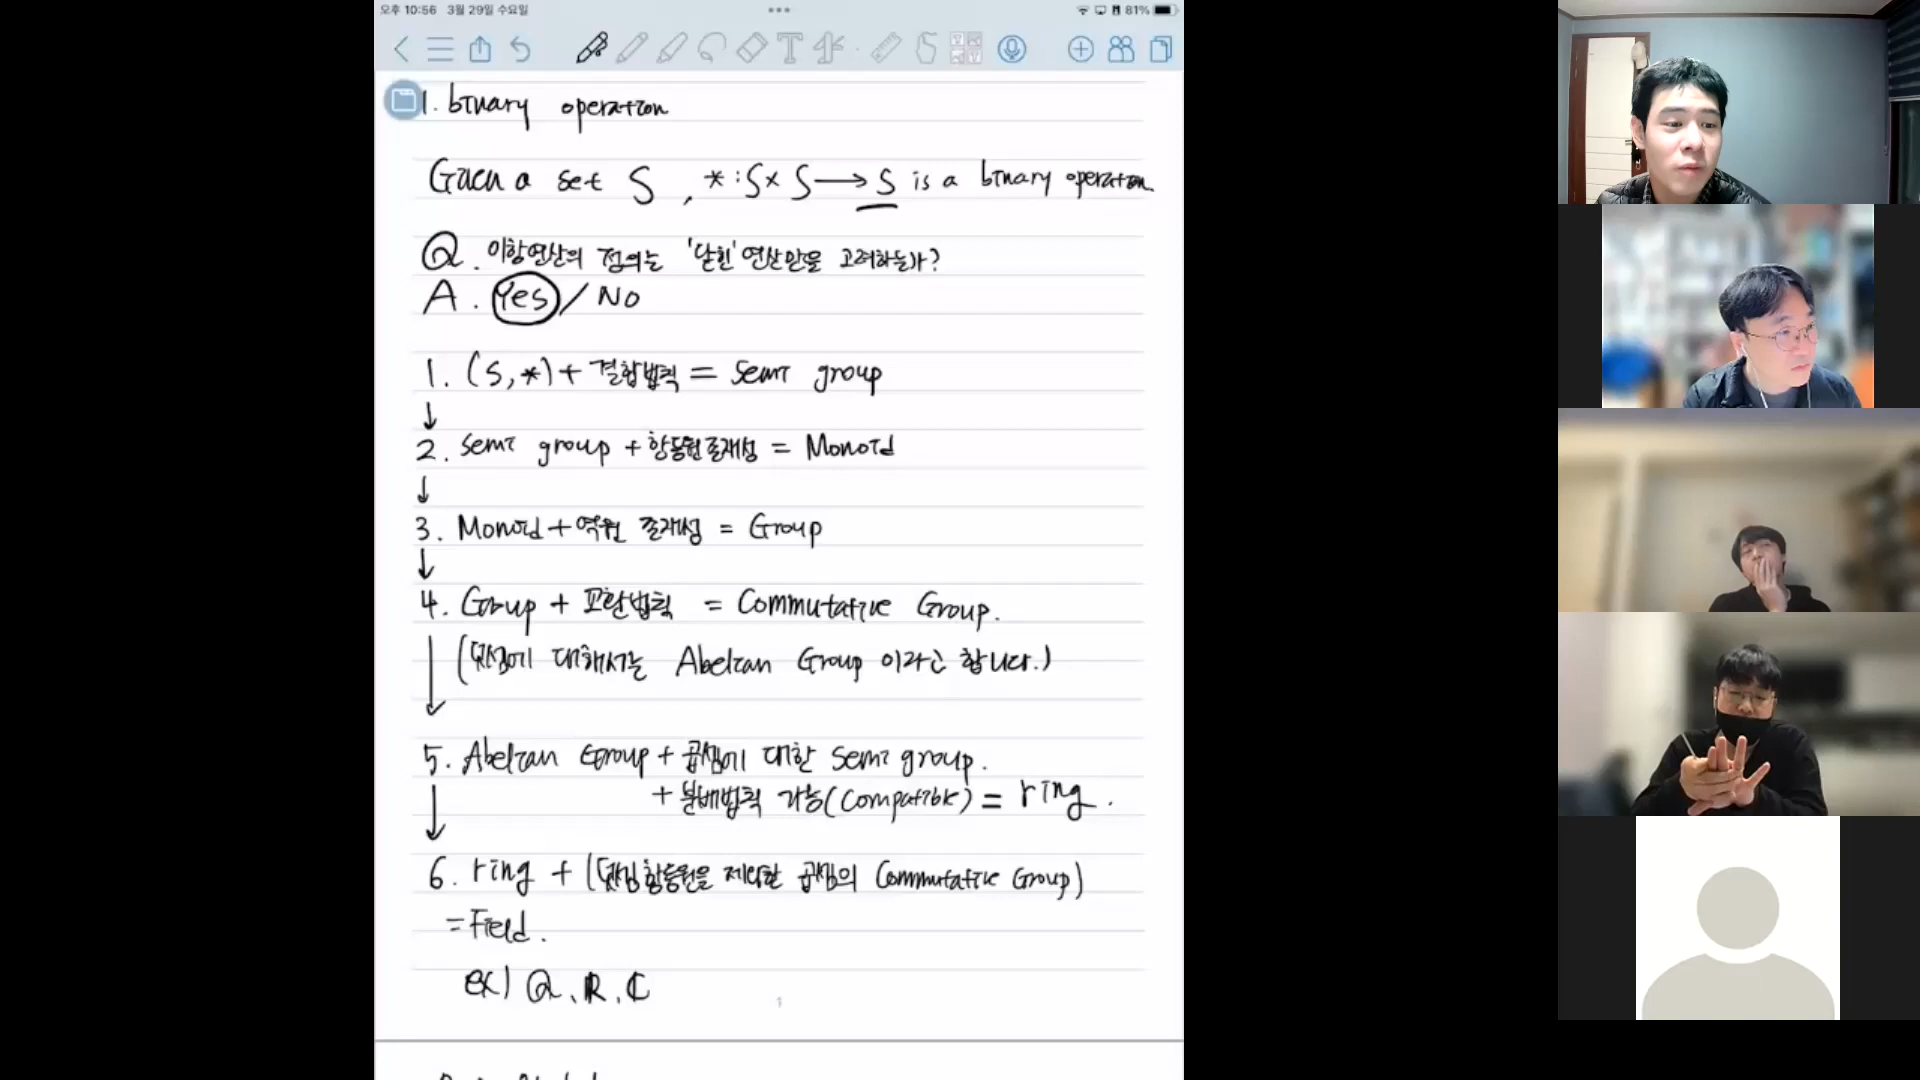 오후 10:56 3월 29일 수요일
81%
1. binary operation
Given a set S, *: S x S → S is a binary operation.
Q. 이항연산의 정의는 '닫힌' 연산만을 고려하는가?
A. Yes / No
1. (S, *) + 결합법칙 = Semi group
↓
2. Semi group + 항등원 존재성 = Monoid
↓
3. Monoid + 역원 존재성 = Group
↓
4. Group + 교환법칙 = Commutative Group.
(덧셈에 대해서는 Abelian Group 이라고 합니다.)
↓
5. Abelian Group + 곱셈에 대한 Semi group.
+ 분배법칙 가능(Compatible) = ring.
↓
6. ring + (덧셈 항등원을 제외한 곱셈의 Commutative Group)
= Field.
ex) Q, R, C
1